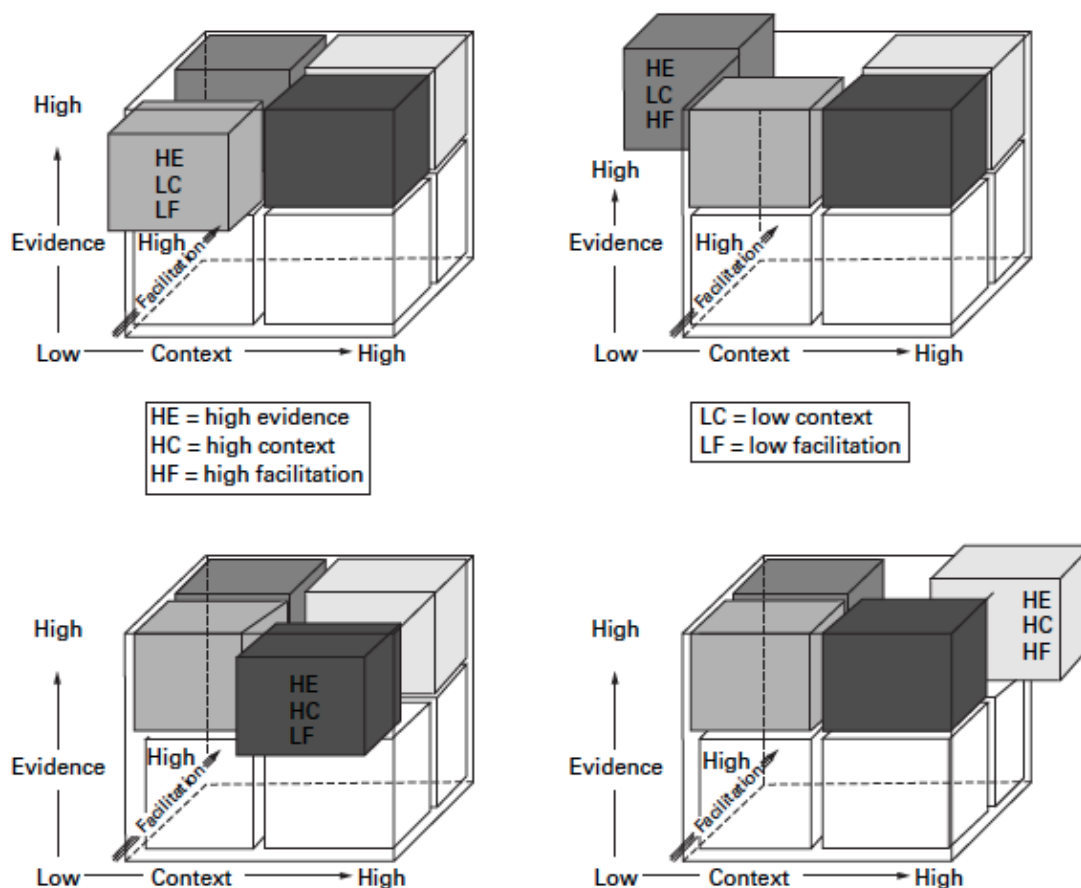 High
HE
LC
LF
Evidence
High
Facilitation
Low
Context
High
HE
LC
HF
High
Evidence
High
Facilitation
Low
Context
High
HE = high evidence
HC = high context
HF = high facilitation
LC = low context
LF = low facilitation
High
HE
HC
LF
Evidence
High
Facilitation
Low
Context
High
High
HE
HC
HF
Evidence
High
Facilitation
Low
Context
High